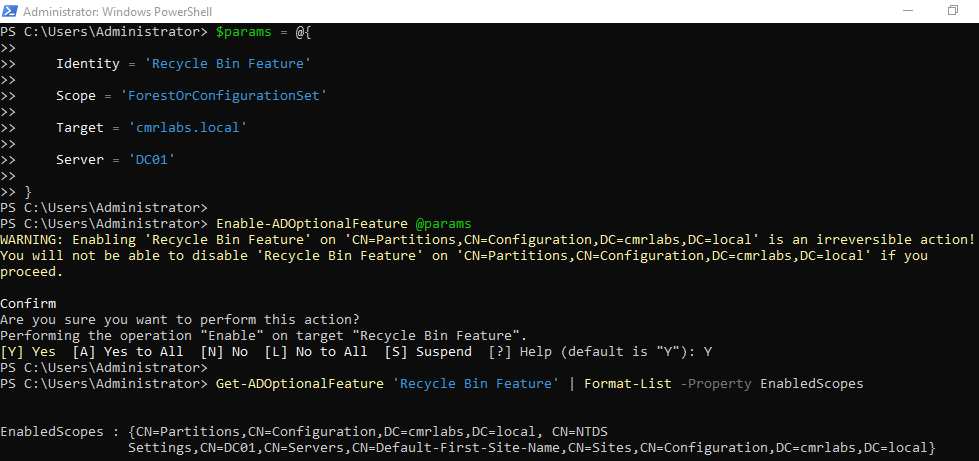 Administrator: Windows PowerShell
PS C:\Users\Administrator> $params = @{
>>
>>     Identity = 'Recycle Bin Feature'
>>
>>     Scope = 'ForestOrConfigurationSet'
>>
>>     Target = 'cmrlabs.local'
>>
>>     Server = 'DC01'
>>
>> }
PS C:\Users\Administrator>
PS C:\Users\Administrator> Enable-ADOptionalFeature @params
WARNING: Enabling 'Recycle Bin Feature' on 'CN=Partitions,CN=Configuration,DC=cmrlabs,DC=local' is an irreversible action!
You will not be able to disable 'Recycle Bin Feature' on 'CN=Partitions,CN=Configuration,DC=cmrlabs,DC=local' if you
proceed.
Confirm
Are you sure you want to perform this action?
Performing the operation "Enable" on target "Recycle Bin Feature".
[Y] Yes  [A] Yes to All  [N] No  [L] No to All  [S] Suspend  [?] Help (default is "Y"): Y
PS C:\Users\Administrator>
PS C:\Users\Administrator> Get-ADOptionalFeature 'Recycle Bin Feature' | Format-List -Property EnabledScopes
EnabledScopes : {CN=Partitions,CN=Configuration,DC=cmrlabs,DC=local, CN=NTDS
                Settings,CN=DC01,CN=Servers,CN=Default-First-Site-Name,CN=Sites,CN=Configuration,DC=cmrlabs,DC=local}